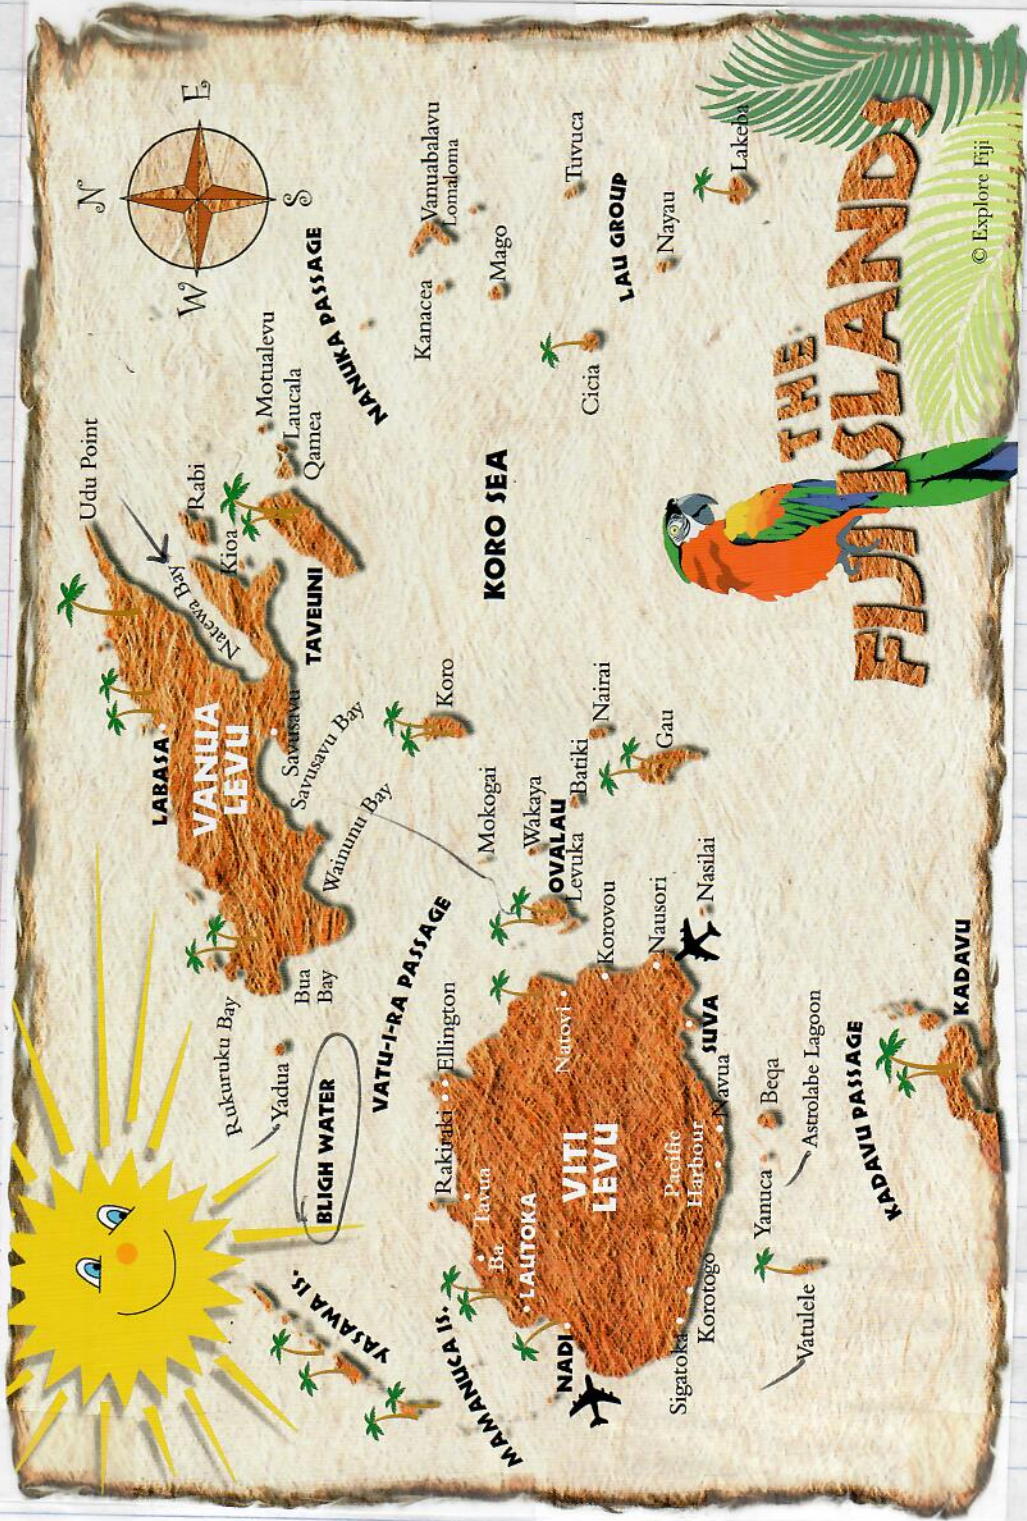 N
W
E
S
Udu Point
Rabi
Kioa
Natewa Bay
Motualevu
Laucala
Qamea
NANUKA PASSAGE
TAVEUNI
LABASA
VANUA
LEVU
Savusavu
Savusavu Bay
Wainunu Bay
Bua
Bay
Rukuruku Bay
Yadua
BLIGH WATER
YASAWA IS.
VATU-I-RA PASSAGE
Vanuabalavu
Lomaloma
Kanacea
Mago
Tuvuca
Cicia
LAU GROUP
Nayau
Lakeba
KORO SEA
Koro
Mokogai
Wakaya
OVALAU
Levuka
Batiki
Nairai
Gau
MAMANUCA IS.
Rakiraki
Ellington
Tavua
Ba
LAUTOKA
NADI
VITI
LEVU
Natovi
Korovou
Nausori
Nasilai
SUVA
Navua
Pacific
Harbour
Korotogo
Sigatoka
Vatulele
Yanuca
Beqa
Astrolabe Lagoon
KADAVU PASSAGE
KADAVU
THE
FIJI ISLANDS
© Explore Fiji